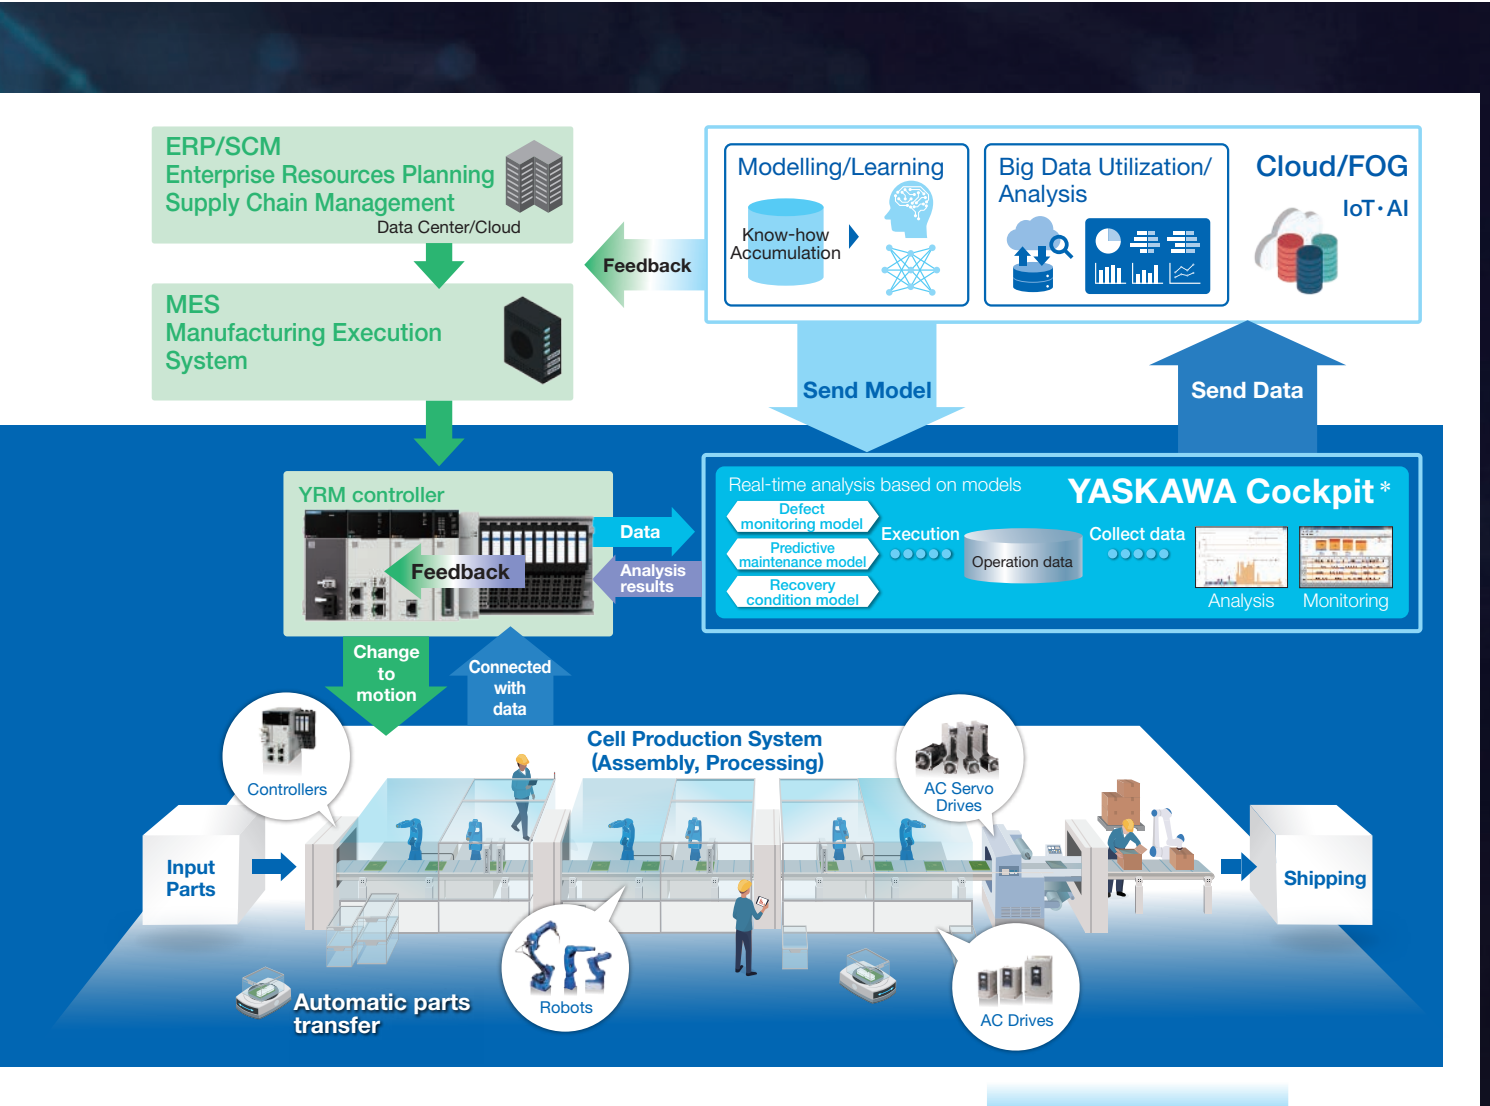 ERP/SCM
Enterprise Resources Planning
Supply Chain Management
Data Center/Cloud
MES
Manufacturing Execution
System
Feedback
Modelling/Learning
Know-how
Accumulation
Big Data Utilization/
Analysis
Cloud/FOG
IoT・AI
Send Model
Send Data
YRM controller
Feedback
Data
Analysis
results
Real-time analysis based on models
YASKAWA Cockpit*
Defect
monitoring model
Predictive
maintenance model
Recovery
condition model
Execution
Operation data
Collect data
Analysis
Monitoring
Change
to
motion
Connected
with
data
Cell Production System
(Assembly, Processing)
Controllers
AC Servo
Drives
Input
Parts
Shipping
Robots
AC Drives
Automatic parts
transfer